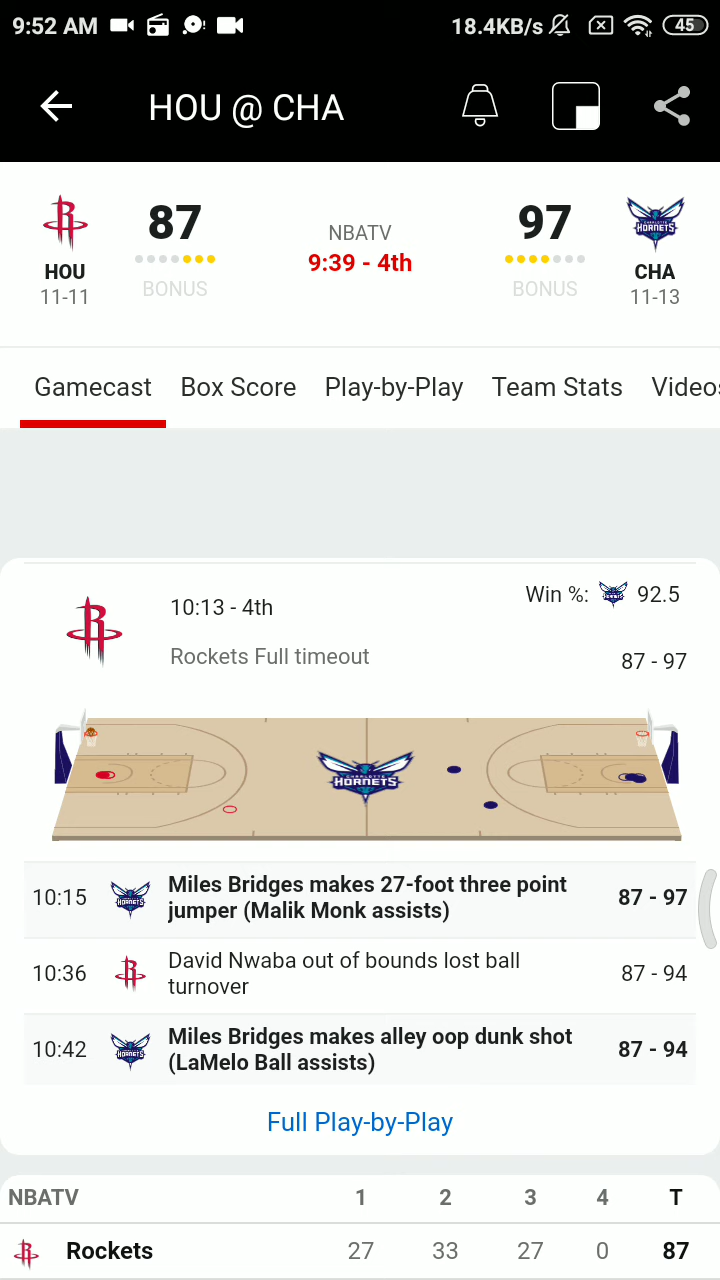 9:52 AM 18.4KB/s 45
HOU @ CHA
87 97
NBATV
9:39 - 4th
HOU CHA
11-11 BONUS BONUS 11-13
Gamecast Box Score Play-by-Play Team Stats Videos
10:13 - 4th Win %: HORNETS 92.5
Rockets Full timeout 87 - 97
CHARLOTTE
HORNETS
10:15 Miles Bridges makes 27-foot three point
jumper (Malik Monk assists) 87 - 97
10:36 David Nwaba out of bounds lost ball
turnover 87 - 94
10:42 Miles Bridges makes alley oop dunk shot
(LaMelo Ball assists) 87 - 94
Full Play-by-Play
NBATV 1 2 3 4 T
Rockets 27 33 27 0 87